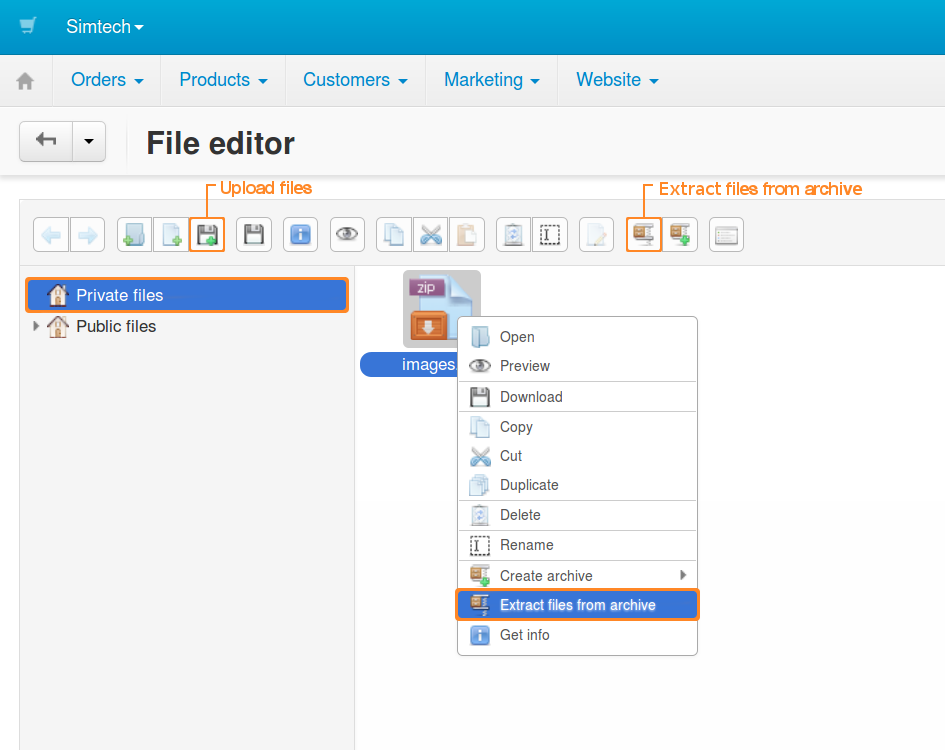 Simtech
Orders Products Customers Marketing Website
File editor
Upload files Extract files from archive
Private files
Public files
zip
images.
Open
Preview
Download
Copy
Cut
Duplicate
Delete
Rename
Create archive
Extract files from archive
Get info